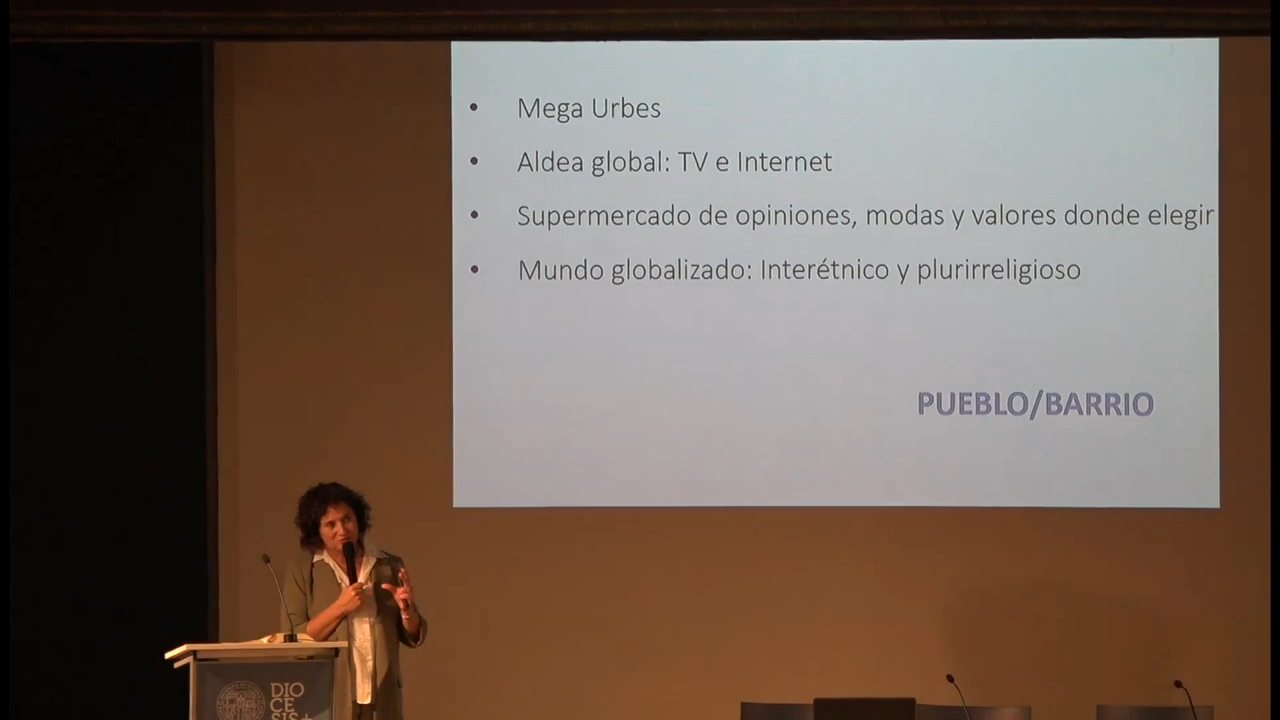 • Mega Urbes
• Aldea global: TV e Internet
• Supermercado de opiniones, modas y valores donde elegir
• Mundo globalizado: Interétnico y plurirreligioso
PUEBLO/BARRIO
DIO
CE
SIS+